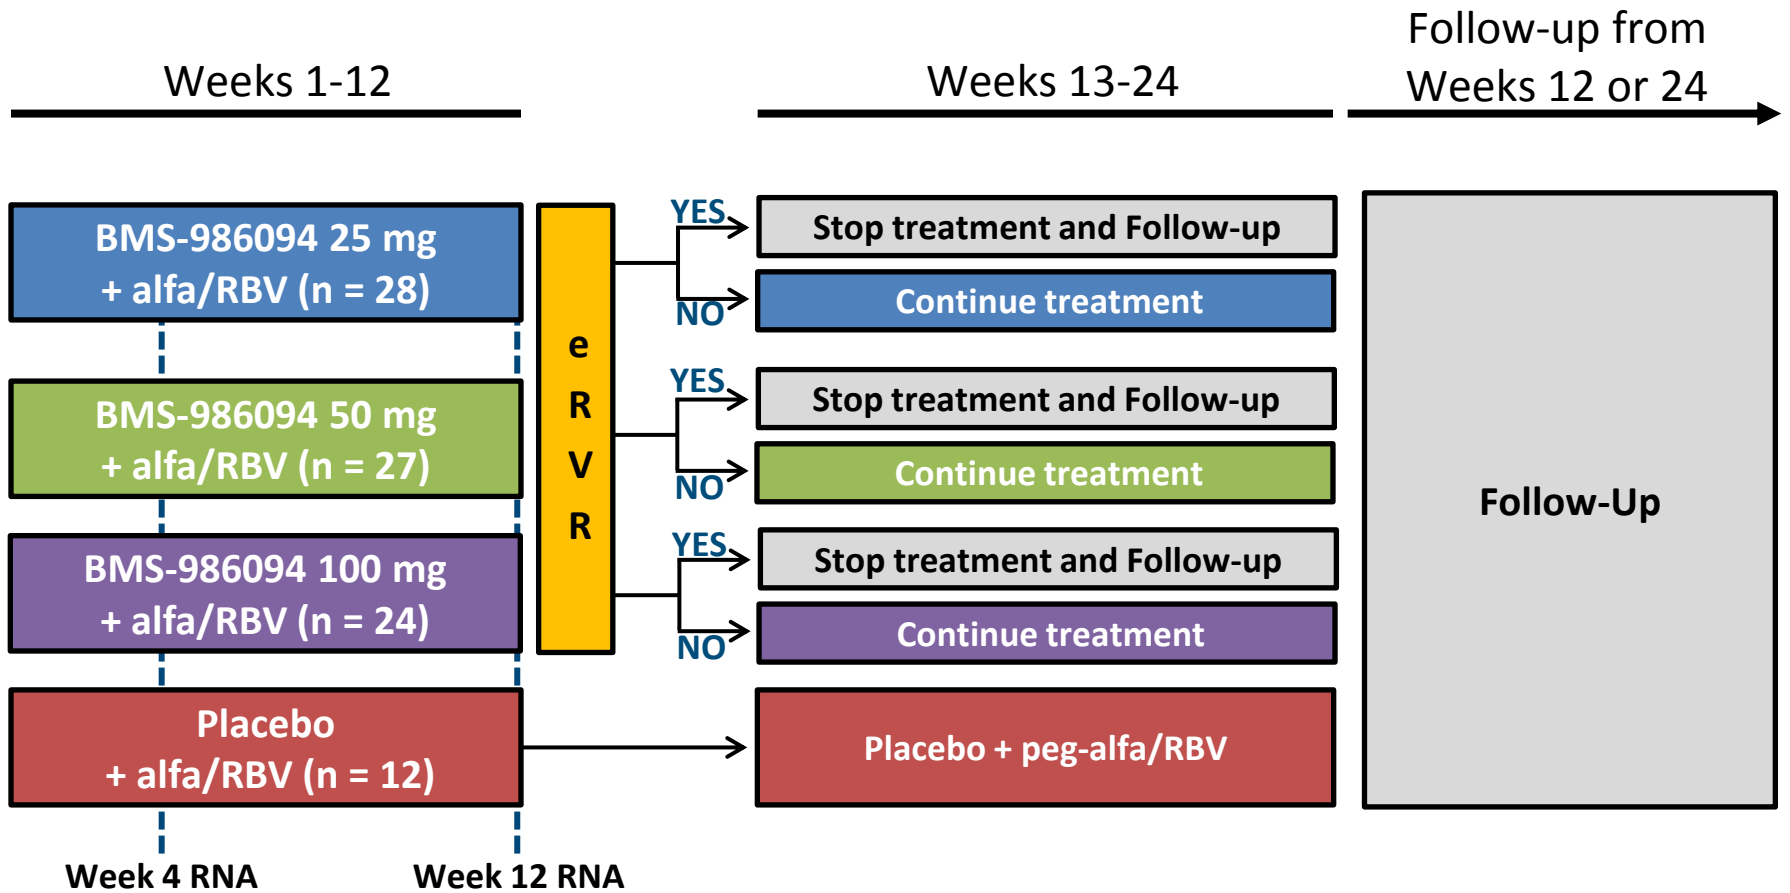 Weeks 1-12
Weeks 13-24
Follow-up from
Weeks 12 or 24
BMS-986094 25 mg
+ alfa/RBV (n = 28)
BMS-986094 50 mg
+ alfa/RBV (n = 27)
BMS-986094 100 mg
+ alfa/RBV (n = 24)
Placebo
+ alfa/RBV (n = 12)
Week 4 RNA
Week 12 RNA
e
R
V
R
YES
Stop treatment and Follow-up
NO
Continue treatment
YES
Stop treatment and Follow-up
NO
Continue treatment
YES
Stop treatment and Follow-up
NO
Continue treatment
Placebo + peg-alfa/RBV
Follow-Up